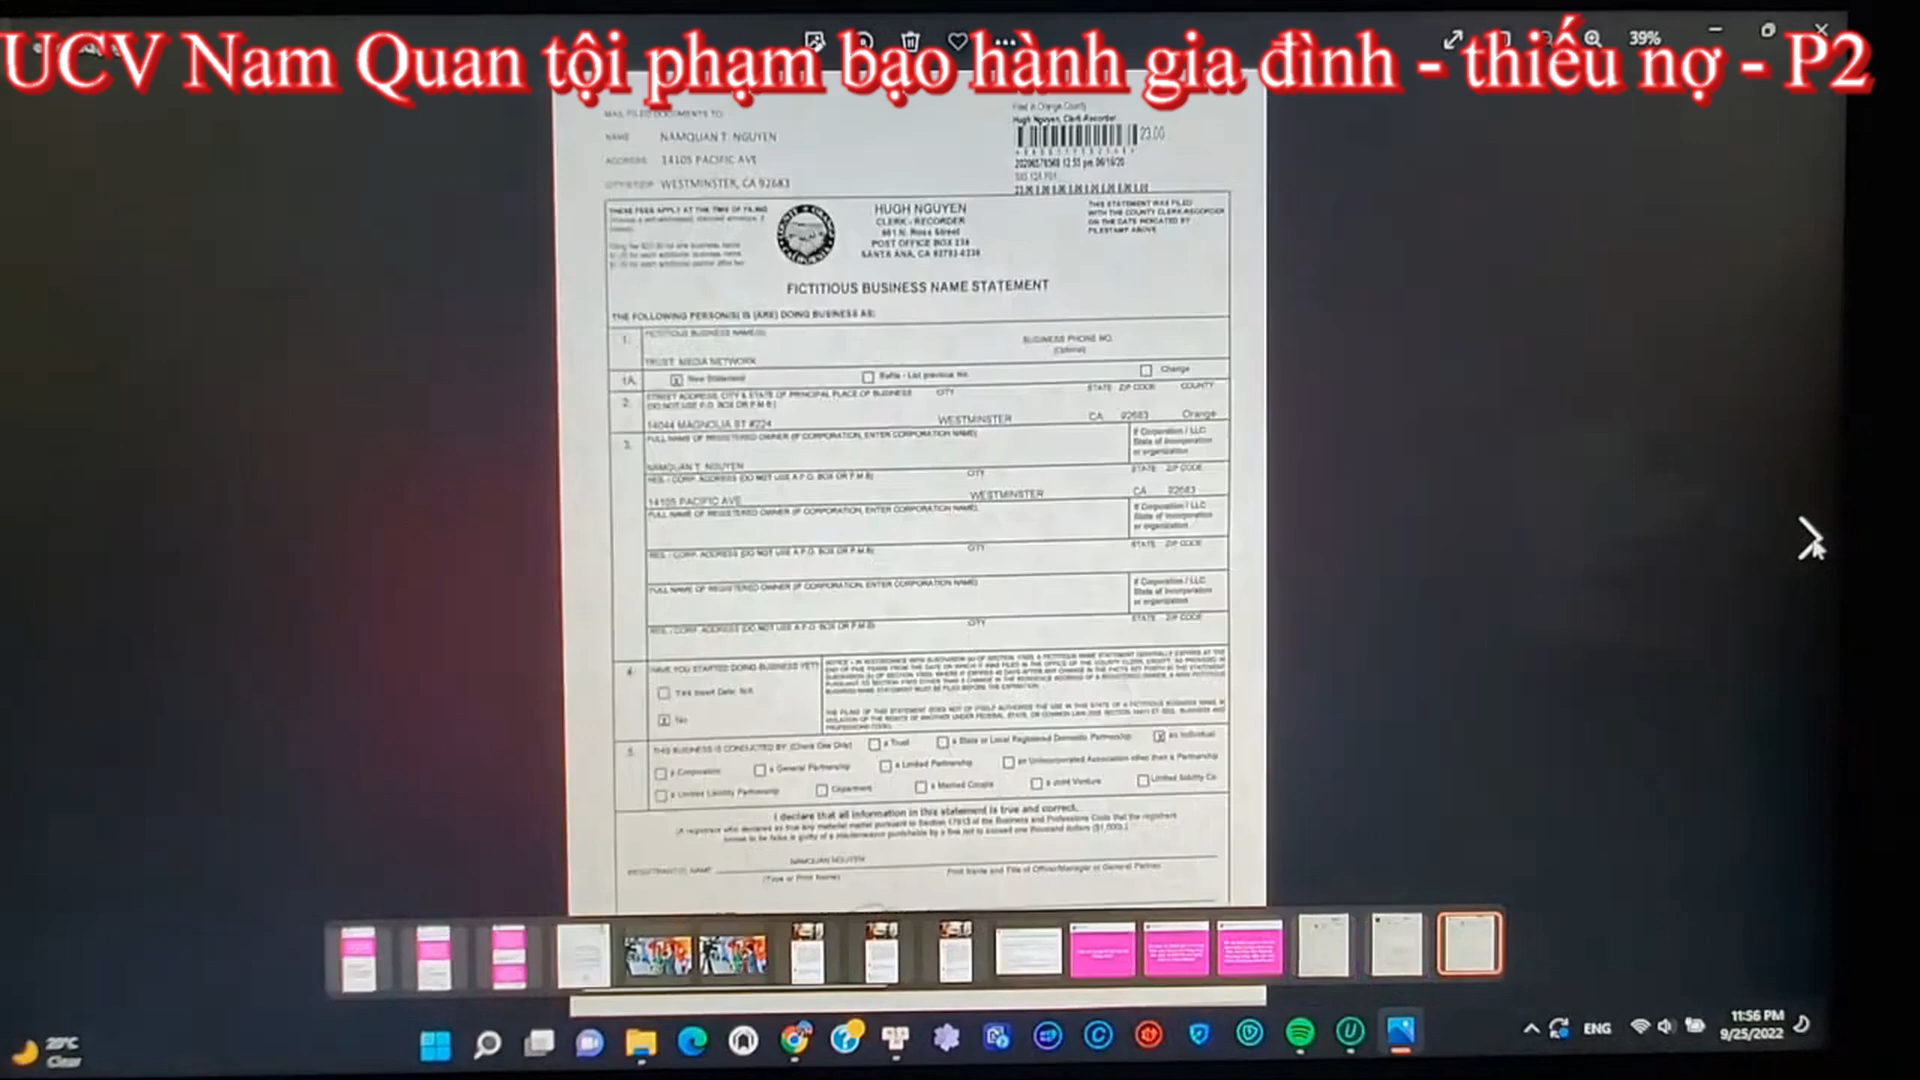 UCV Nam Quan tội phạm bạo hành gia đình - thiếu nợ - P2
39%
MAIL FILED DOCUMENTS TO:
NAME NAMQUAN T. NGUYEN
ADDRESS 14105 PACIFIC AVE
WESTMINSTER, CA 92683
Filed in Orange County
Hugh Nguyen, Clerk-Recorder
23.00
THESE FEES APPLY AT THE TIME OF FILING
HUGH NGUYEN
CLERK - RECORDER
601 N. Ross Street
POST OFFICE BOX 238
SANTA ANA, CA 92702-0238
THIS STATEMENT WAS FILED
WITH THE COUNTY CLERK-RECORDER
ON THE DATE INDICATED BY
FILESTAMP ABOVE
FICTITIOUS BUSINESS NAME STATEMENT
THE FOLLOWING PERSON(S) IS (ARE) DOING BUSINESS AS:
1. FICTITIOUS BUSINESS NAME(S) BUSINESS PHONE NO.
(Optional)
TRUST MEDIA NETWORK
1A. New Statement Refile - List previous No. Change
2. STREET ADDRESS, CITY & STATE OF PRINCIPAL PLACE OF BUSINESS CITY STATE ZIP CODE COUNTY
(DO NOT USE P.O. BOX OR P.M.B.)
14044 MAGNOLIA ST #224 WESTMINSTER CA 92683 Orange
3. FULL NAME OF REGISTERED OWNER (IF CORPORATION, ENTER CORPORATION NAME) If Corporation / LLC
State of Incorporation
or organization
NAMQUAN T. NGUYEN
RES. / CORP. ADDRESS (DO NOT USE A P.O. BOX OR P.M.B) CITY STATE ZIP CODE
14105 PACIFIC AVE WESTMINSTER CA 92683
FULL NAME OF REGISTERED OWNER (IF CORPORATION, ENTER CORPORATION NAME) If Corporation / LLC
State of Incorporation
or organization
RES. / CORP. ADDRESS (DO NOT USE A P.O. BOX OR P.M.B) CITY STATE ZIP CODE
FULL NAME OF REGISTERED OWNER (IF CORPORATION, ENTER CORPORATION NAME) If Corporation / LLC
State of Incorporation
or organization
RES. / CORP. ADDRESS (DO NOT USE A P.O. BOX OR P.M.B) CITY STATE ZIP CODE
4. HAVE YOU STARTED DOING BUSINESS YET?
Yes Insert Date: N/A
X No
5. THIS BUSINESS IS CONDUCTED BY: (Check One Only) a Trust a State or Local Registered Domestic Partnership X an Individual
a Corporation a General Partnership a Limited Partnership an Unincorporated Association other than a Partnership
a Limited Liability Partnership Copartners a Married Couple a Joint Venture Limited liability Co.
I declare that all information in this statement is true and correct.
(A registrant who declares as true any material matter pursuant to Section 17913 of the Business and Professions Code that the registrant
knows to be false is guilty of a misdemeanor punishable by a fine not to exceed one thousand dollars ($1,000).)
NAMQUAN NGUYEN
REGISTRANT(S) NAME
(Type or Print Name) Print Name and Title of Officer/Manager or General Partner
20°C
Clear
ENG
11:56 PM
9/25/2022